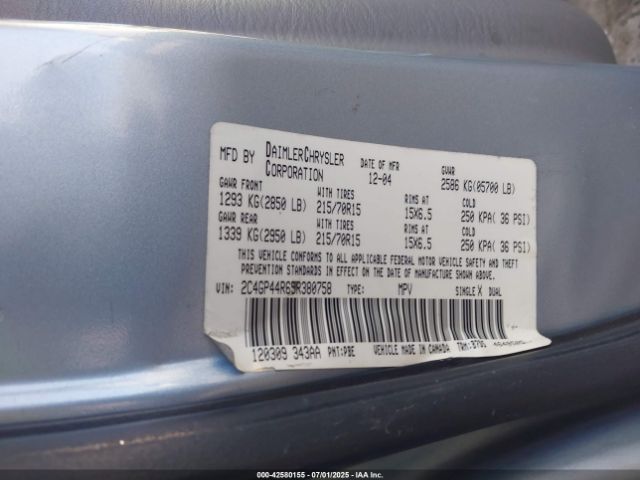 MFD BY DAIMLERCHRYSLER CORPORATION DATE OF MFR 12-04 GVWR 2586 KG(05700 LB)
GAWR FRONT WITH TIRES RIMS AT COLD
1293 KG(2850 LB) 215/70R15 15X6.5 250 KPA( 36 PSI)
GAWR REAR WITH TIRES RIMS AT COLD
1339 KG(2950 LB) 215/70R15 15X6.5 250 KPA( 36 PSI)
THIS VEHICLE CONFORMS TO ALL APPLICABLE FEDERAL MOTOR VEHICLE SAFETY AND THEFT
PREVENTION STANDARDS IN EFFECT ON THE DATE OF MANUFACTURE SHOWN ABOVE.
VIN: 2C4GP44R65R380758 TYPE: MPV SINGLE X DUAL
120309 343AA PNT:PBE VEHICLE MADE IN CANADA TRM:
000-42580155 - 07/01/2025 - IAAI.COM